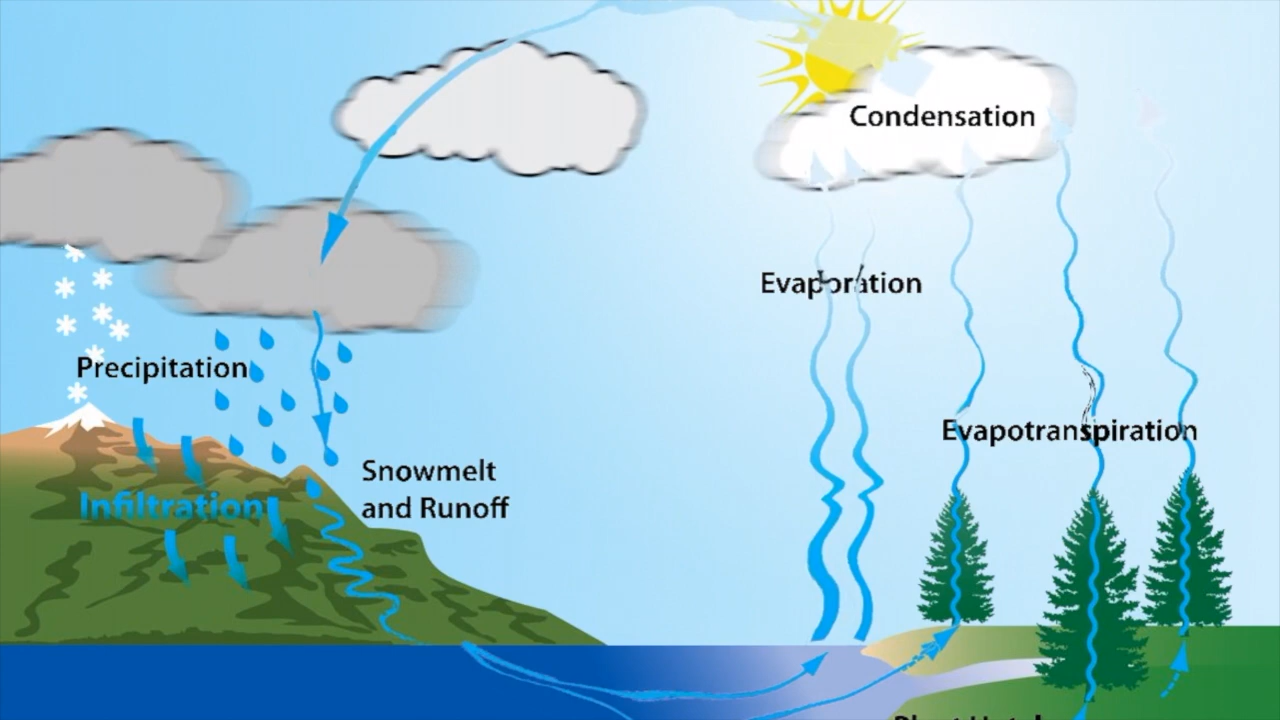 Condensation
Evaporation
Precipitation
Evapotranspiration
Snowmelt
and Runoff
Infiltration